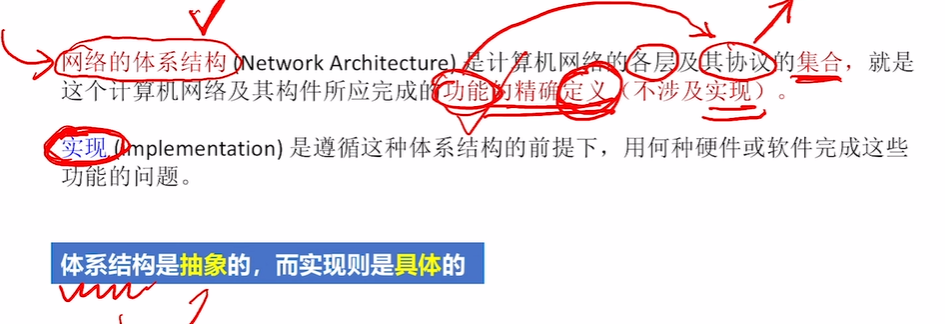 网络的体系结构 (Network Architecture) 是计算机网络的各层及其协议的集合，就是
这个计算机网络及其构件所应完成的功能的精确定义（不涉及实现）。
实现 (Implementation) 是遵循这种体系结构的前提下，用何种硬件或软件完成这些
功能的问题。
体系结构是抽象的，而实现则是具体的